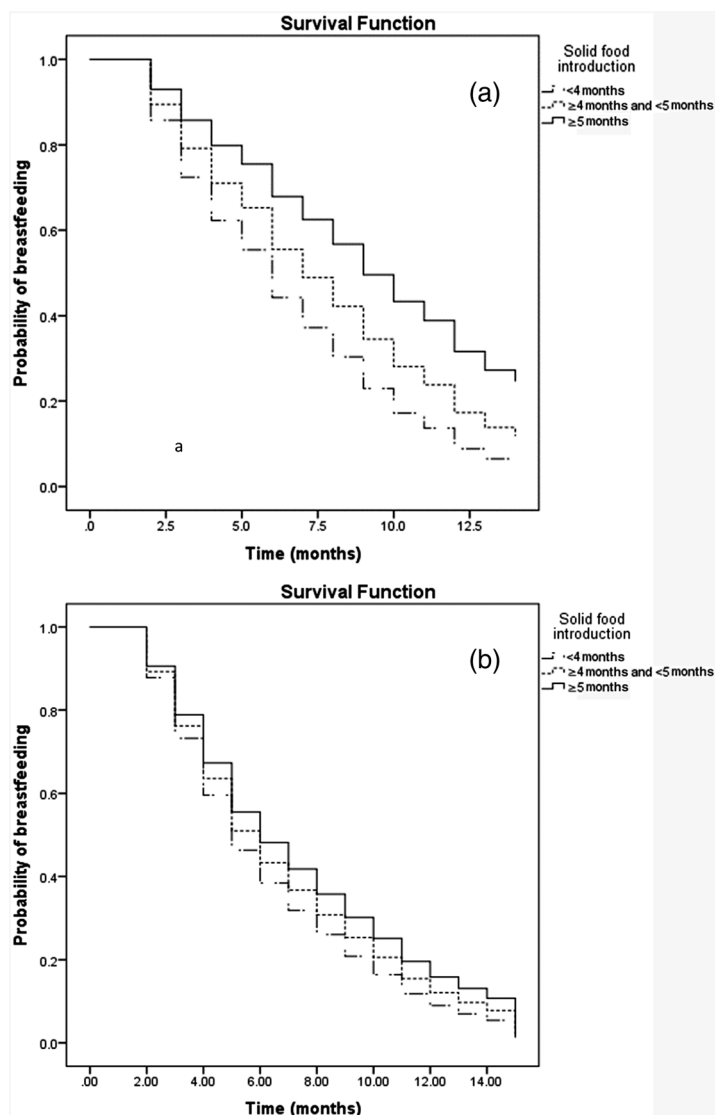 Survival Function
Solid food
introduction
<4 months
≥4 months and <5 months
≥5 months
(a)
1.0
0.8
0.6
0.4
0.2
0.0
Probability of breastfeeding
a
.0
2.5
5.0
7.5
10.0
12.5
Time (months)
Survival Function
Solid food
introduction
<4 months
≥4 months and <5 months
≥5 months
(b)
1.0
0.8
0.6
0.4
0.2
0.0
Probability of breastfeeding
.00
2.00
4.00
6.00
8.00
10.00
12.00
14.00
Time (months)